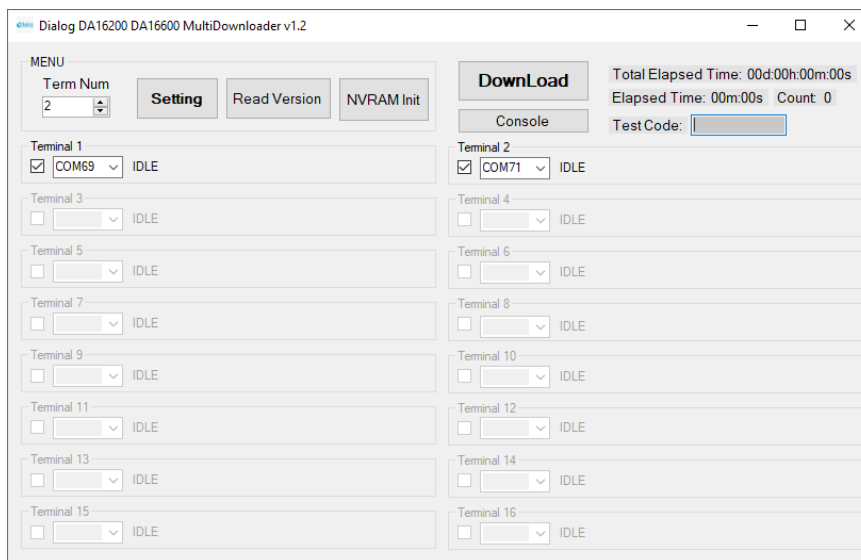 Dialog DA16200 DA16600 MultiDownloader v1.2
MENU
Term Num
2
Setting
Read Version
NVRAM Init
DownLoad
Console
Total Elapsed Time: 00d:00h:00m:00s
Elapsed Time: 00m:00s Count: 0
Test Code:
Terminal 1
COM69 IDLE
Terminal 2
COM71 IDLE
Terminal 3
IDLE
Terminal 4
IDLE
Terminal 5
IDLE
Terminal 6
IDLE
Terminal 7
IDLE
Terminal 8
IDLE
Terminal 9
IDLE
Terminal 10
IDLE
Terminal 11
IDLE
Terminal 12
IDLE
Terminal 13
IDLE
Terminal 14
IDLE
Terminal 15
IDLE
Terminal 16
IDLE